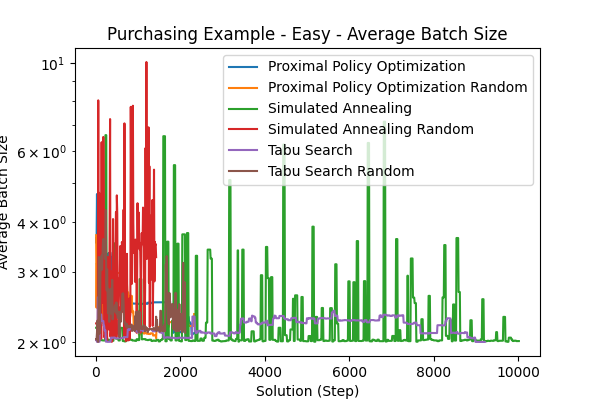 Purchasing Example - Easy - Average Batch Size
10¹
6 × 10⁰
4 × 10⁰
3 × 10⁰
2 × 10⁰
Average Batch Size
Proximal Policy Optimization
Proximal Policy Optimization Random
Simulated Annealing
Simulated Annealing Random
Tabu Search
Tabu Search Random
0 2000 4000 6000 8000 10000
Solution (Step)